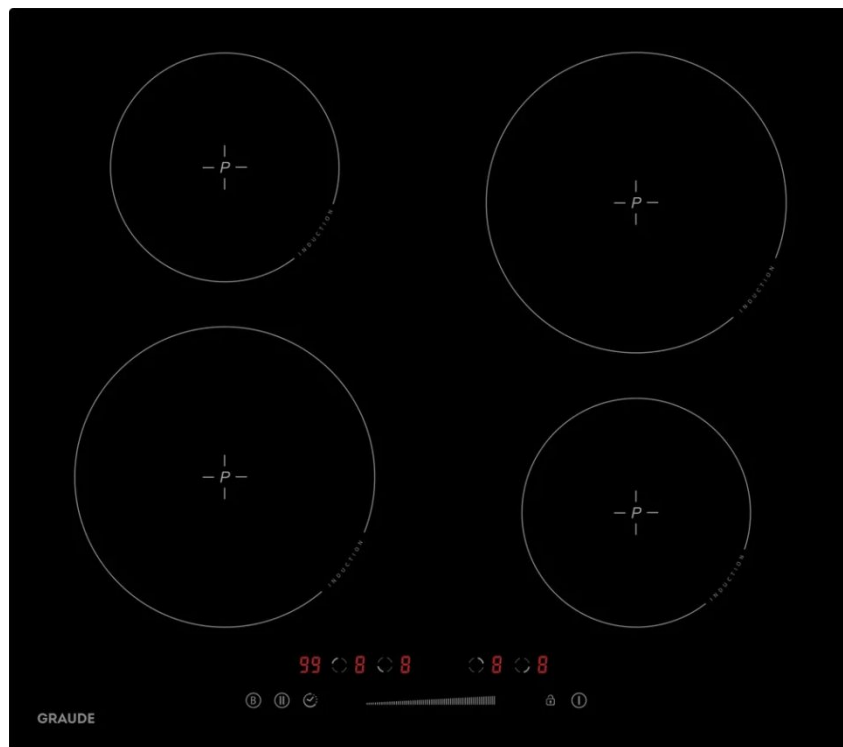 P
P
INDUCTION
INDUCTION
P
P
INDUCTION
INDUCTION
99 8 8 8 8
B
GRAUDE